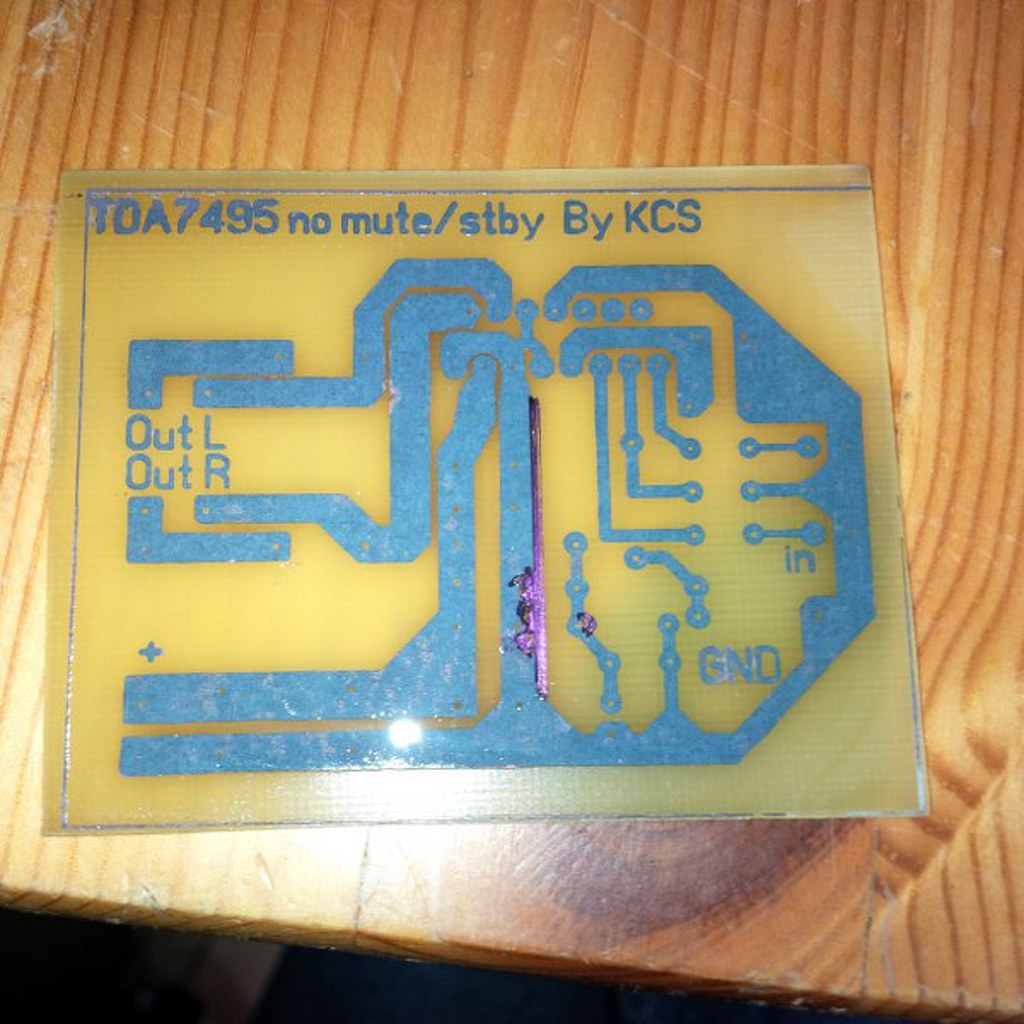 TDA7495 no mute/stby By KCS
Out L
Out R
in
+
GND